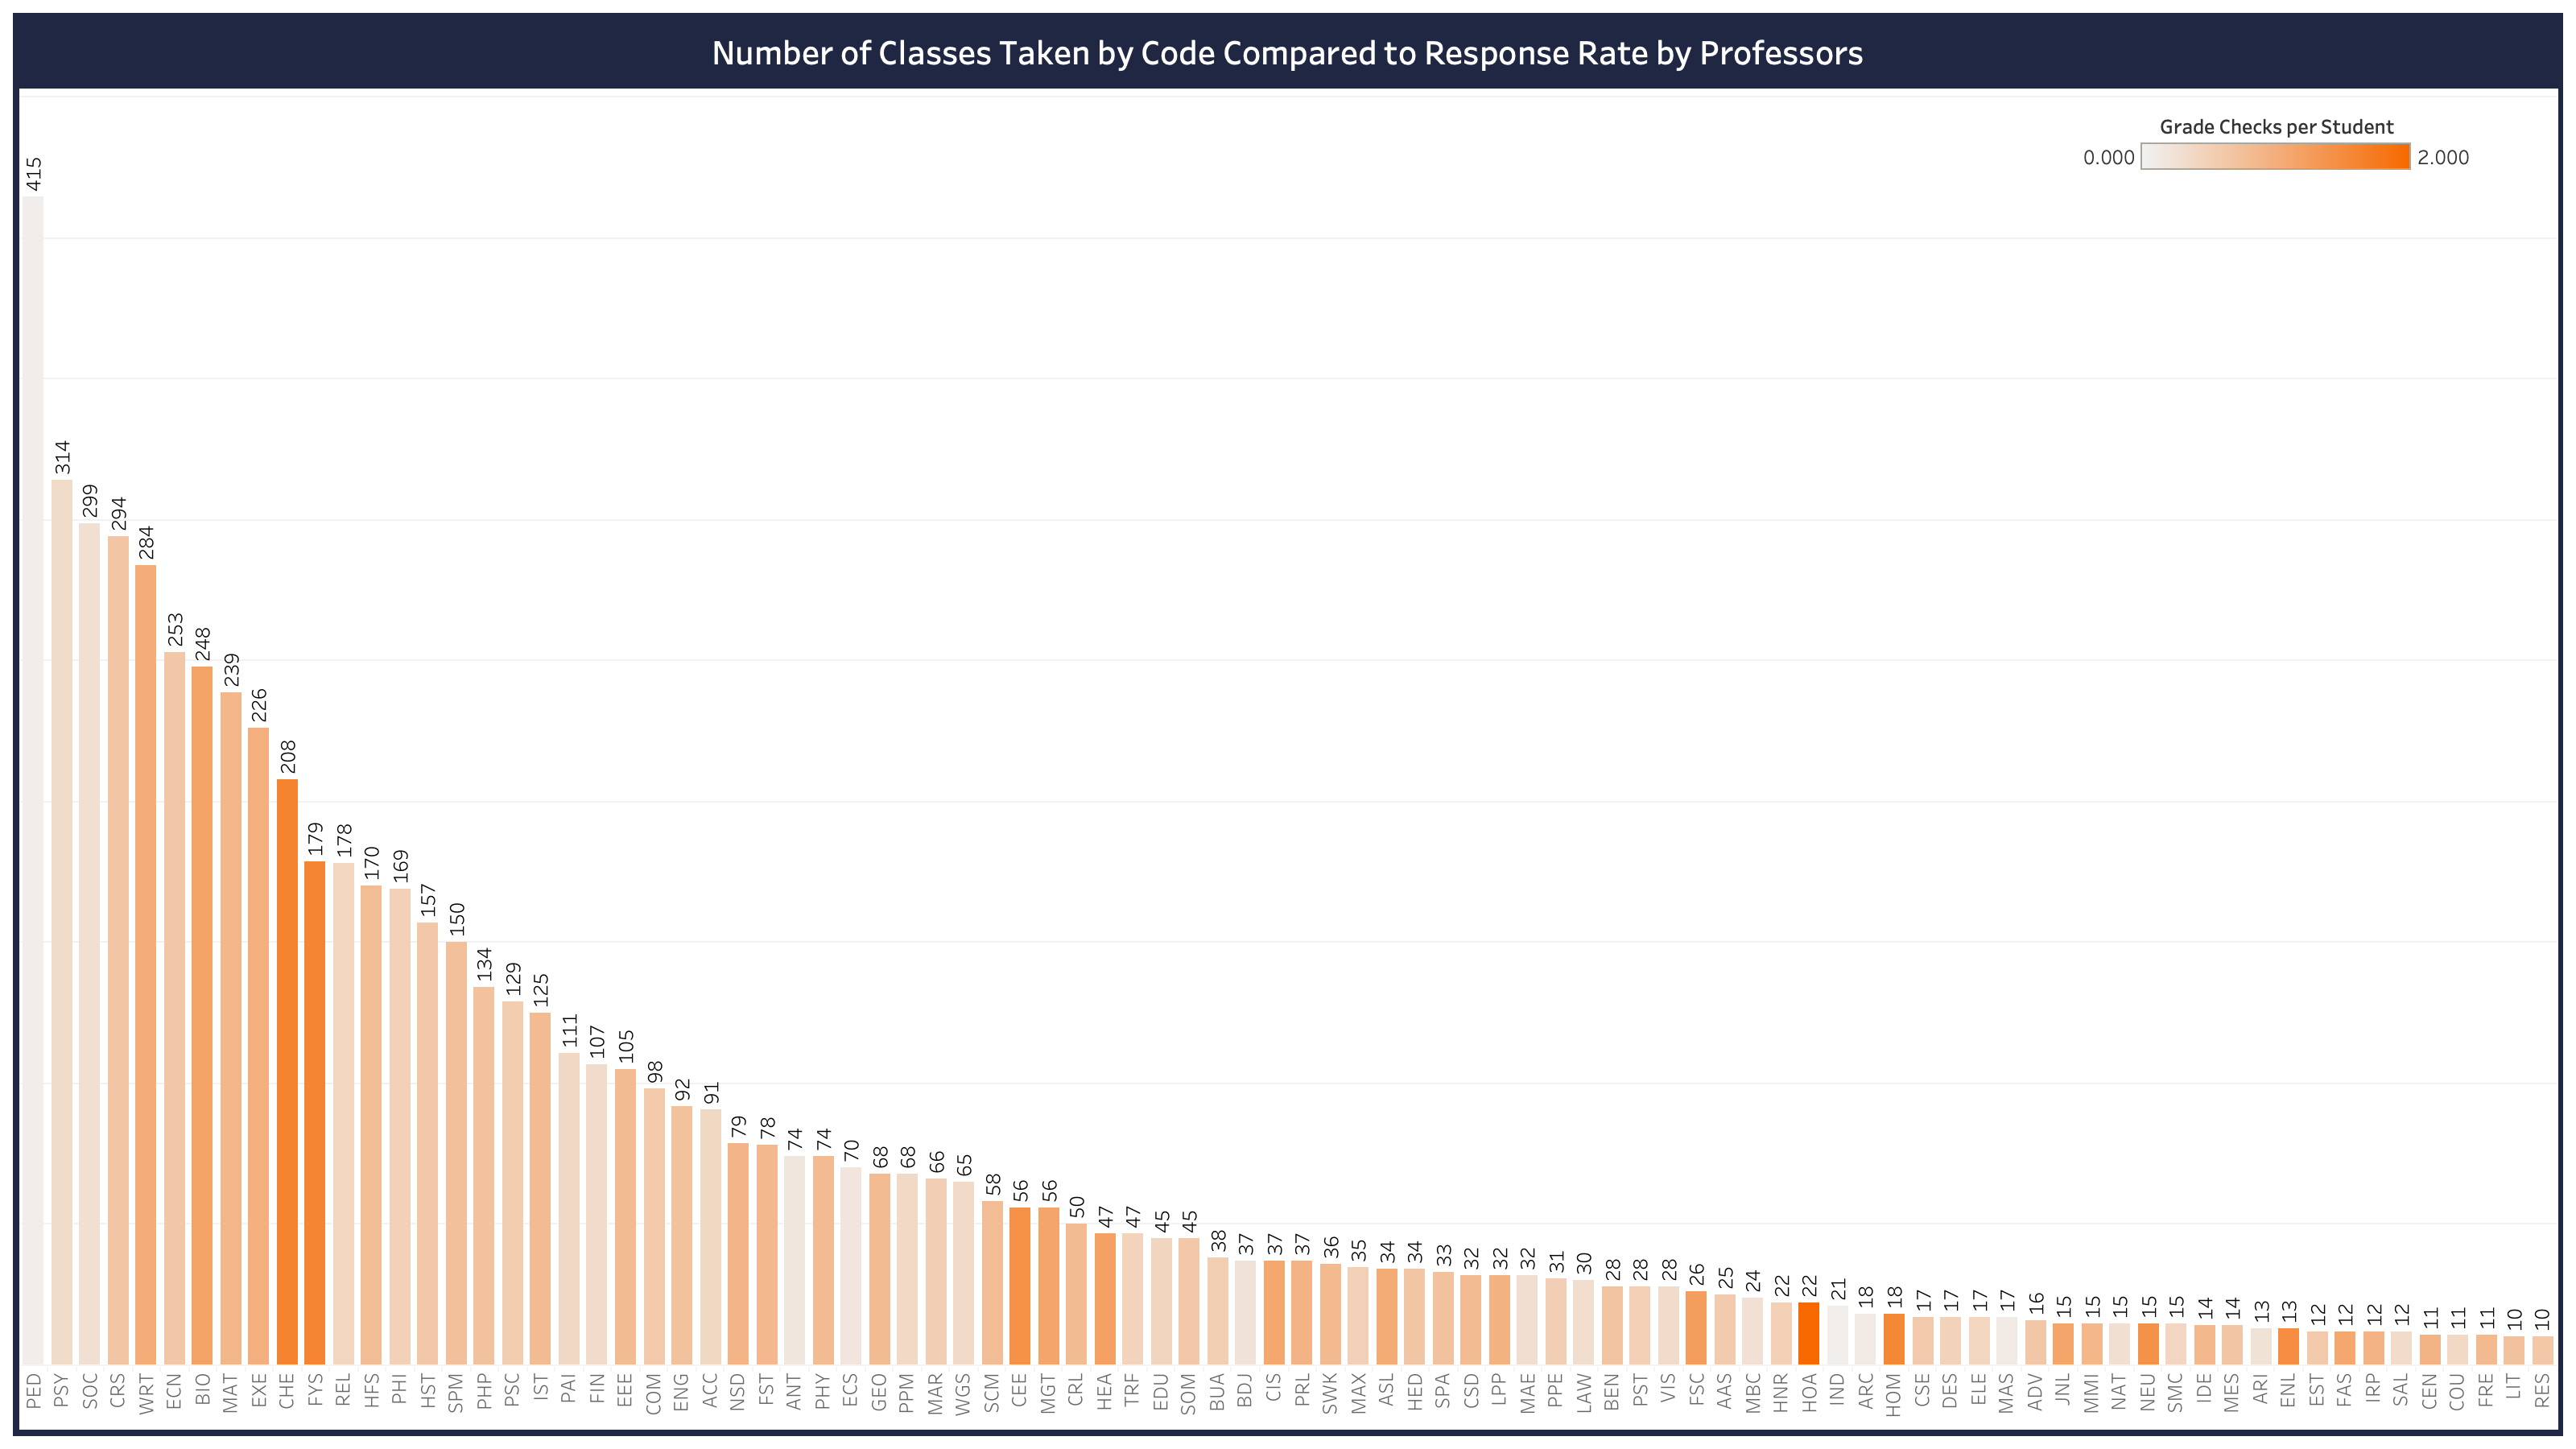 Number of Classes Taken by Code Compared to Response Rate by Professors
Grade Checks per Student
0.000 2.000
415 314 299 294 284 253 248 239 226 208 179 178 170 169 157 150 134 129 125 111 107 105 98 92 91 79 78 74 74 70 68 68 66 65 58 56 56 50 47 47 45 45 38 37 37 37 36 35 34 34 33 32 32 32 31 30 28 28 28 26 25 24 22 22 21 18 18 17 17 17 17 16 15 15 15 15 15 14 14 13 13 12 12 12 12 11 11 11 10 10
PED PSY SOC CRS WRT ECN BIO MAT EXE CHE FYS REL HFS PHI HST SPM PHP PSC IST PAI FIN EEE COM ENG ACC NSD FST ANT PHY ECS GEO PPM MAR WGS SCM CEE MGT CRL HEA TRF EDU SOM BUA BDJ CIS PRL SWK MAX ASL HED SPA CSD LPP MAE PPE LAW BEN PST VIS FSC AAS MBC HNR HOA IND ARC HOM CSE DES ELE MAS ADV JNL MMI NAT NEU SMC IDE MES ARI ENL EST FAS IRP SAL CEN COU FRE LIT RES